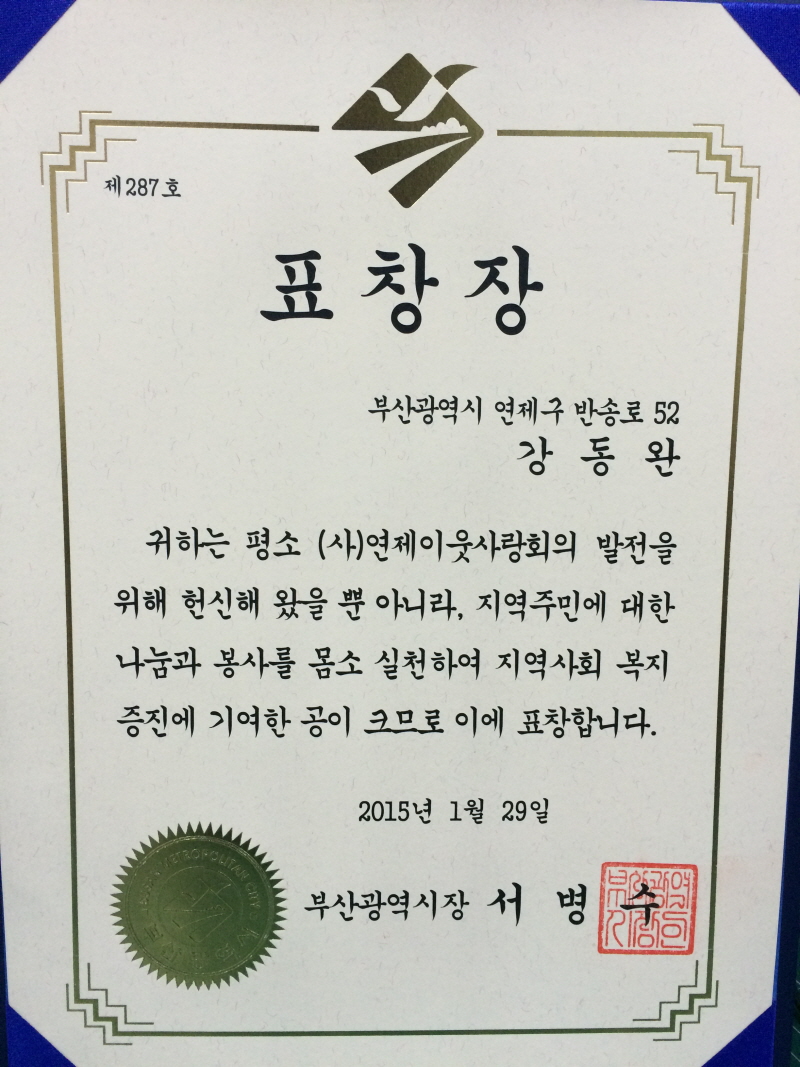 제287호
표창장
부산광역시 연제구 반송로 52
강 동 완
귀하는 평소 (사)연제이웃사랑회의 발전을
위해 헌신해 왔을 뿐 아니라, 지역주민에 대한
나눔과 봉사를 몸소 실천하여 지역사회 복지
증진에 기여한 공이 크므로 이에 표창합니다.
2015년 1월 29일
METROPOLITAN CITY
부산광역시장 서 병 수